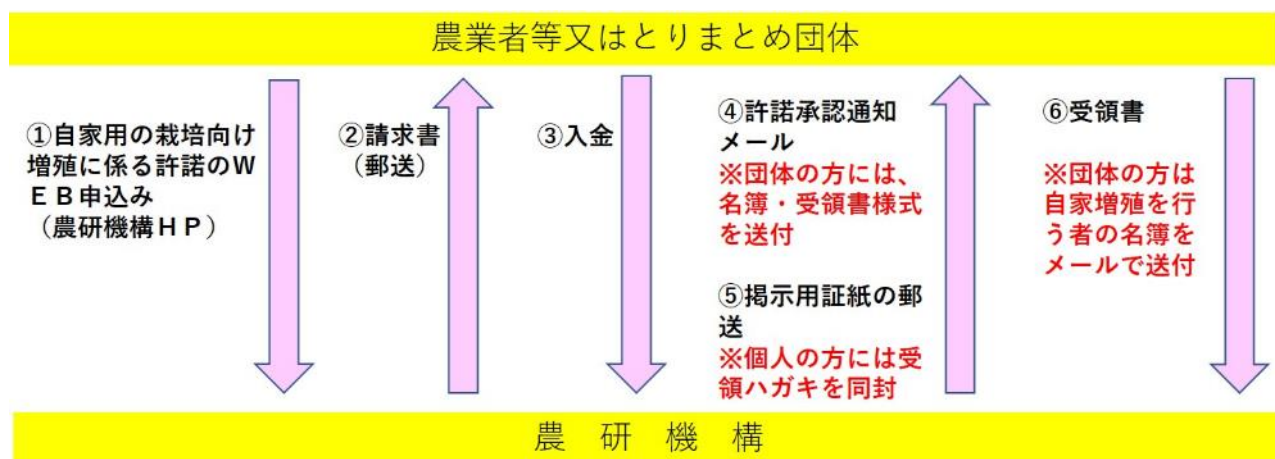 農業者等又はとりまとめ団体
①自家用の栽培向け
増殖に係る許諾のW
EB申込み
(農研機構HP)
②請求書
(郵送)
③入金
④許諾承認通知
メール
※団体の方には、
名簿・受領書様式
を送付
⑤掲示用証紙の郵
送
※個人の方には受
領ハガキを同封
⑥受領書
※団体の方は
自家増殖を行
う者の名簿を
メールで送付
農 研 機 構